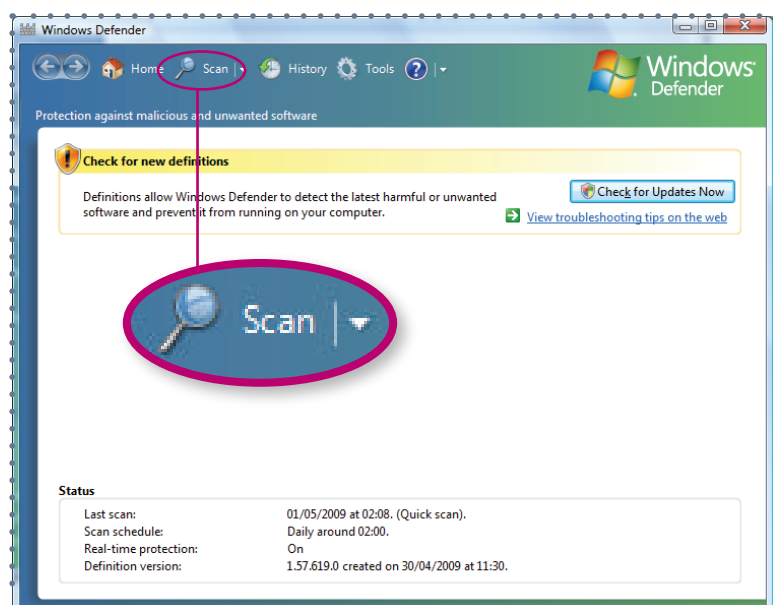 Windows Defender
Home Scan History Tools ?
Windows
Defender
Protection against malicious and unwanted software
Check for new definitions
Definitions allow Windows Defender to detect the latest harmful or unwanted
software and prevent it from running on your computer.
Check for Updates Now
View troubleshooting tips on the web
Scan
Status
Last scan: 01/05/2009 at 02:08. (Quick scan).
Scan schedule: Daily around 02:00.
Real-time protection: On
Definition version: 1.57.619.0 created on 30/04/2009 at 11:30.